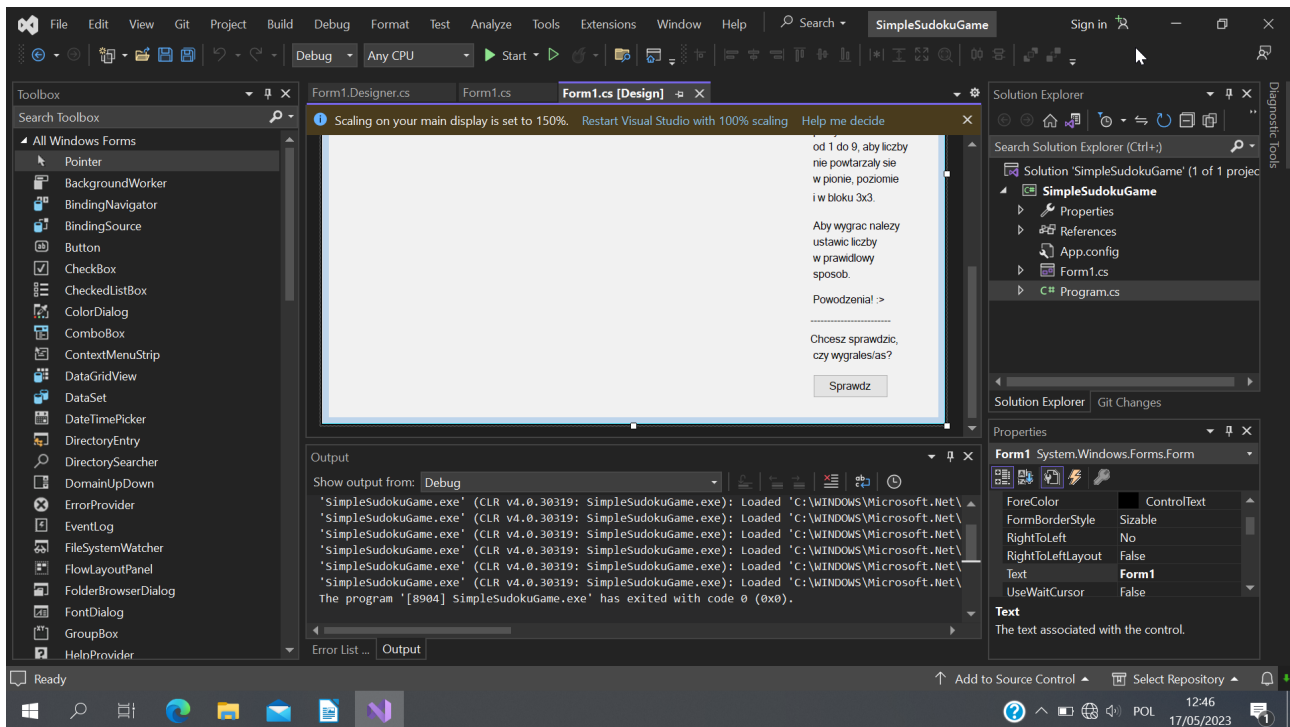 File Edit View Git Project Build Debug Format Test Analyze Tools Extensions Window Help Search SimpleSudokuGame Sign in
Debug Any CPU Start
Toolbox
Search Toolbox
All Windows Forms
Pointer
BackgroundWorker
BindingNavigator
BindingSource
Button
CheckBox
CheckedListBox
ColorDialog
ComboBox
ContextMenuStrip
DataGridView
DataSet
DateTimePicker
DirectoryEntry
DirectorySearcher
DomainUpDown
ErrorProvider
EventLog
FileSystemWatcher
FlowLayoutPanel
FolderBrowserDialog
FontDialog
GroupBox
HelpProvider
Form1.Designer.cs Form1.cs Form1.cs [Design]
Scaling on your main display is set to 150%. Restart Visual Studio with 100% scaling Help me decide
od 1 do 9, aby liczby
nie powtarzaly sie
w pionie, poziomie
i w bloku 3x3.
Aby wygrac nalezy
ustawic liczby
w prawidlowy
sposob.
Powodzenia! :>
------------------------
Chcesz sprawdzic,
czy wygrales/as?
Sprawdz
Output
Show output from: Debug
'SimpleSudokuGame.exe' (CLR v4.0.30319: SimpleSudokuGame.exe): Loaded 'C:\WINDOWS\Microsoft.Net\
'SimpleSudokuGame.exe' (CLR v4.0.30319: SimpleSudokuGame.exe): Loaded 'C:\WINDOWS\Microsoft.Net\
'SimpleSudokuGame.exe' (CLR v4.0.30319: SimpleSudokuGame.exe): Loaded 'C:\WINDOWS\Microsoft.Net\
'SimpleSudokuGame.exe' (CLR v4.0.30319: SimpleSudokuGame.exe): Loaded 'C:\WINDOWS\Microsoft.Net\
'SimpleSudokuGame.exe' (CLR v4.0.30319: SimpleSudokuGame.exe): Loaded 'C:\WINDOWS\Microsoft.Net\
'SimpleSudokuGame.exe' (CLR v4.0.30319: SimpleSudokuGame.exe): Loaded 'C:\WINDOWS\Microsoft.Net\
The program '[8904] SimpleSudokuGame.exe' has exited with code 0 (0x0).
Error List ... Output
Solution Explorer
Search Solution Explorer (Ctrl+;)
Solution 'SimpleSudokuGame' (1 of 1 projec
SimpleSudokuGame
Properties
References
App.config
Form1.cs
Program.cs
Solution Explorer Git Changes
Properties
Form1 System.Windows.Forms.Form
ForeColor ControlText
FormBorderStyle Sizable
RightToLeft No
RightToLeftLayout False
Text Form1
UseWaitCursor False
Text
The text associated with the control.
Diagnostic Tools
Ready Add to Source Control Select Repository
POL 12:46
17/05/2023 1